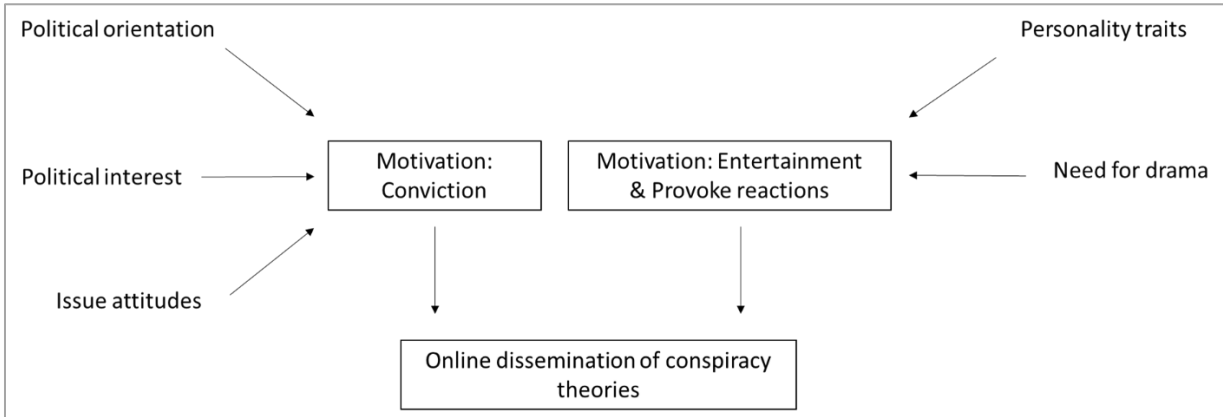 Political orientation
Personality traits
Motivation:
Conviction
Motivation: Entertainment
& Provoke reactions
Political interest
Need for drama
Issue attitudes
Online dissemination of conspiracy
theories